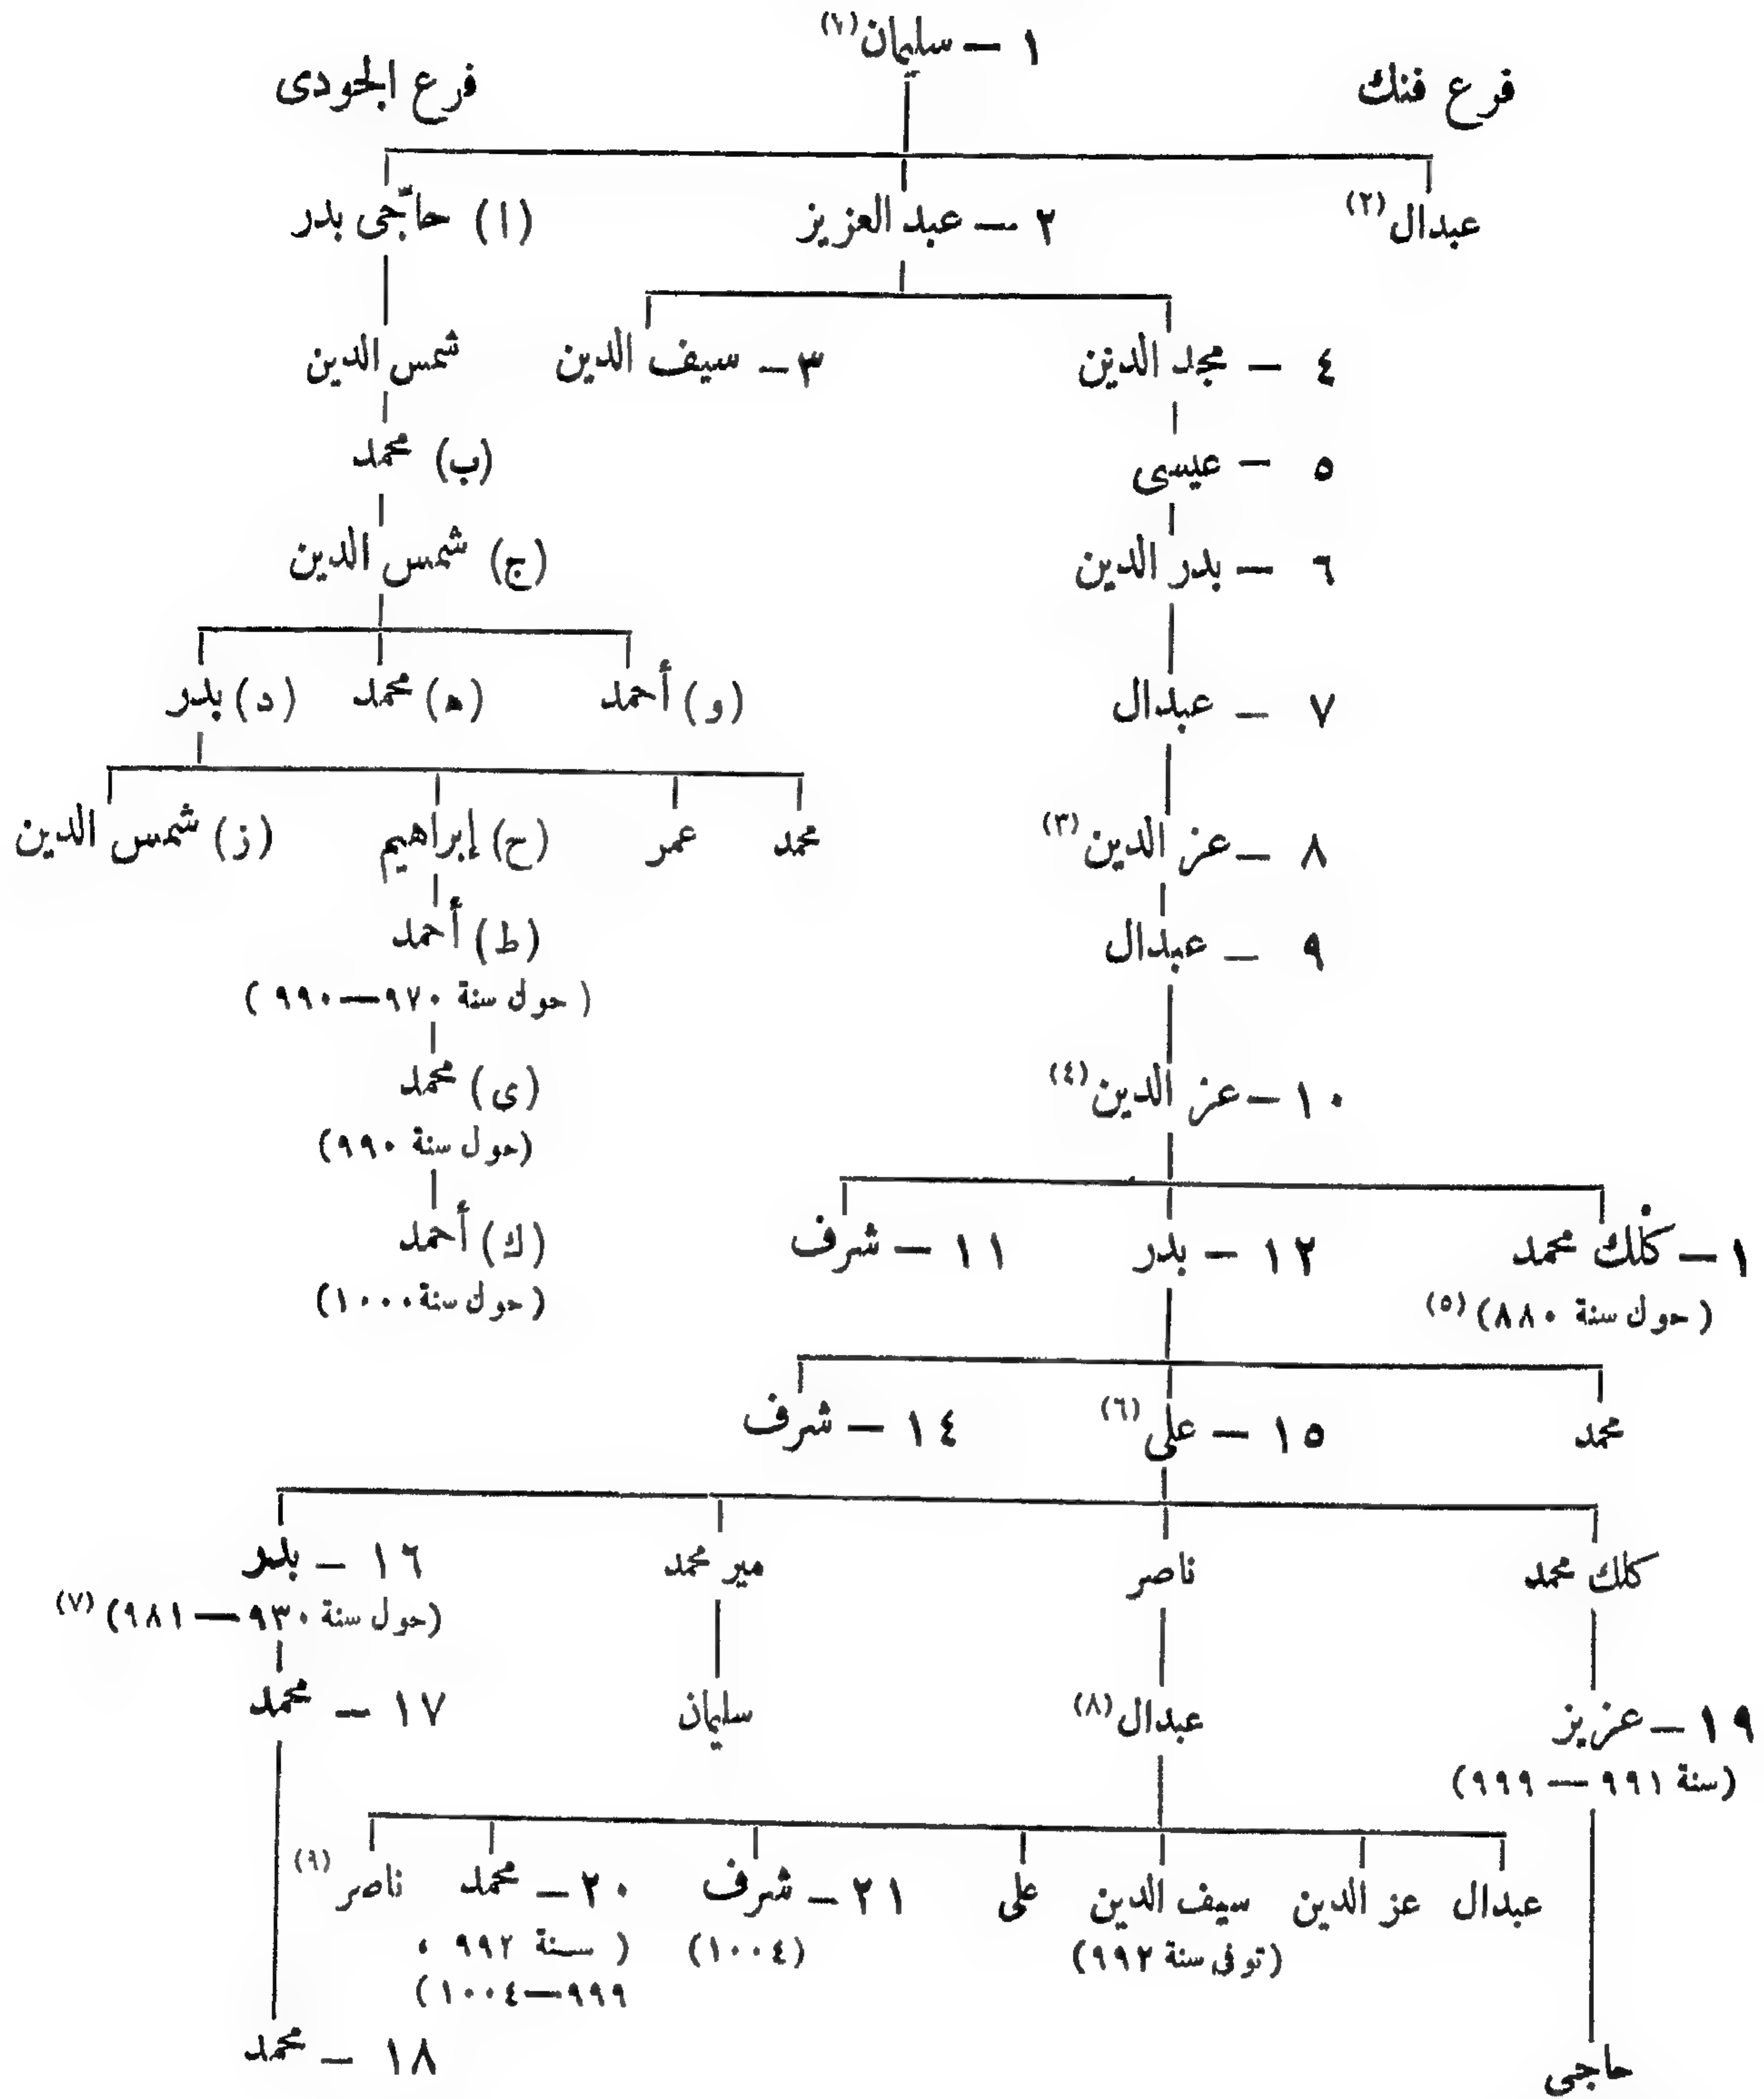 ١ – سليمان (١)
فرع فنك
فرع الجودى
عبدال (٢)
٢ – عبد العزيز
(ا) حاجّى بدر
٤ – مجد الدين
٣ – سيف الدين
شمس الدين
٥ – عيسى
(ب) محمد
٦ – بدر الدين
(ج) شمس الدين
٧ – عبدال
(و) أحمد
(ه) محمد
(د) بدر
٨ – عز الدين (٣)
محمد
عمر
(ح) إبراهيم
(ز) شمس الدين
٩ – عبدال
(ط) أحمد
(حول سنة ٩٧٠ – ٩٩٠)
١٠ – عز الدين (٤)
(ى) محمد
(حول سنة ٩٩٠)
١ – كلك محمد
(حول سنة ٨٨٠) (٥)
١٢ – بدر
١١ – شرف
(ك) أحمد
(حول سنة ١٠٠٠)
محمد
١٥ – على (٦)
١٤ – شرف
كلك محمد
ناصر
مير محمد
١٦ – بدر
(حول سنة ٩٣٠ – ٩٨١) (٧)
١٩ – عزيز
(سنة ٩٩١ – ٩٩٩)
عبدال (٨)
سليمان
١٧ – محمد
عبدال
عز الدين
سيف الدين
(توفى سنة ٩٩٢)
على
٢١ – شرف
(١٠٠٤)
٢٠ – محمد
(سنة ٩٩٢ ،
٩٩٩ – ١٠٠٤)
ناصر (٩)
حاجى
١٨ – محمد